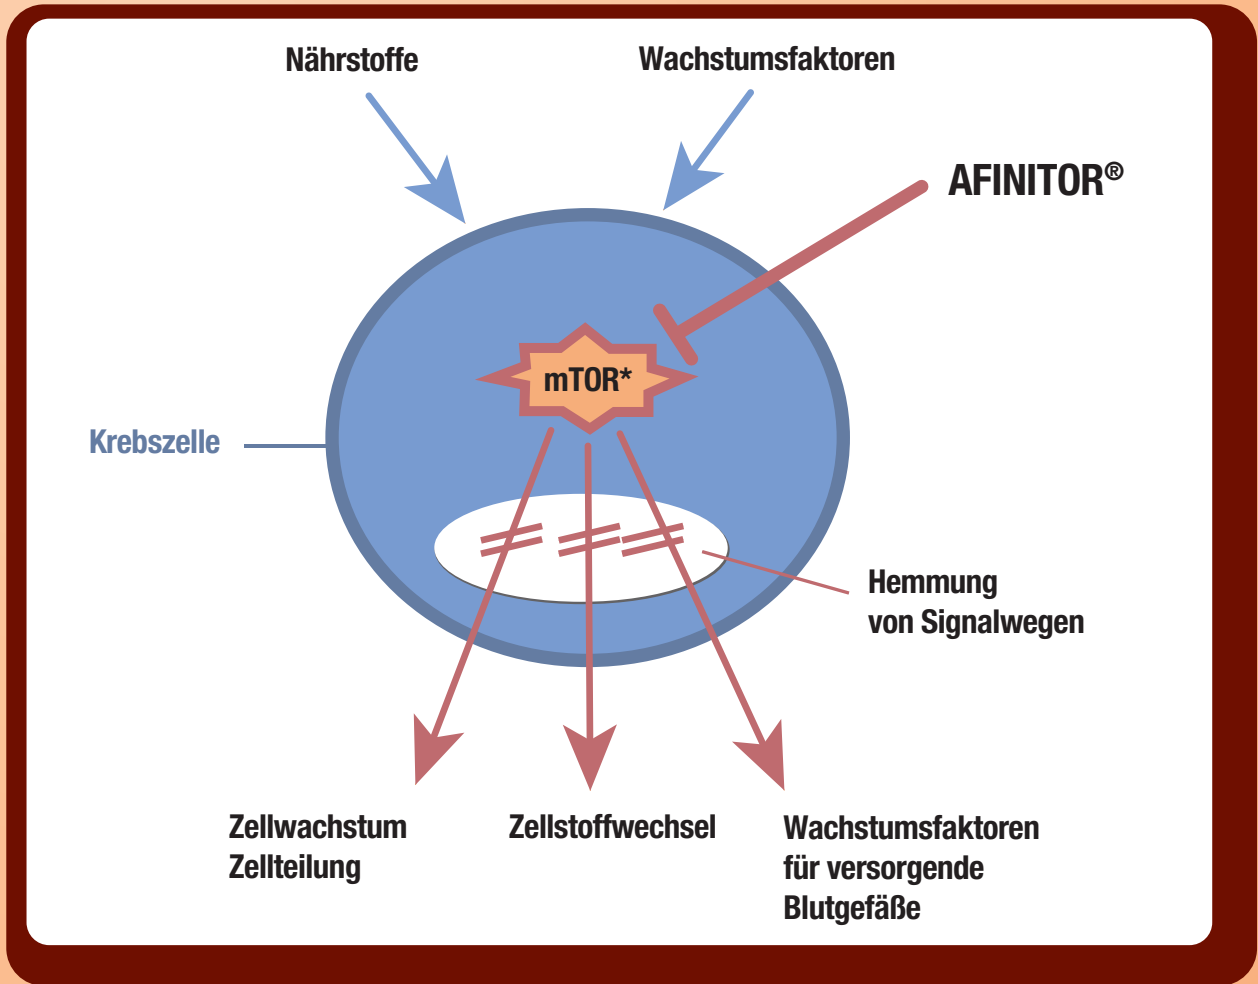 Nährstoffe
Wachstumsfaktoren
AFINITOR®
mTOR*
Krebszelle
Hemmung
von Signalwegen
Zellwachstum
Zellteilung
Zellstoffwechsel
Wachstumsfaktoren
für versorgende
Blutgefäße